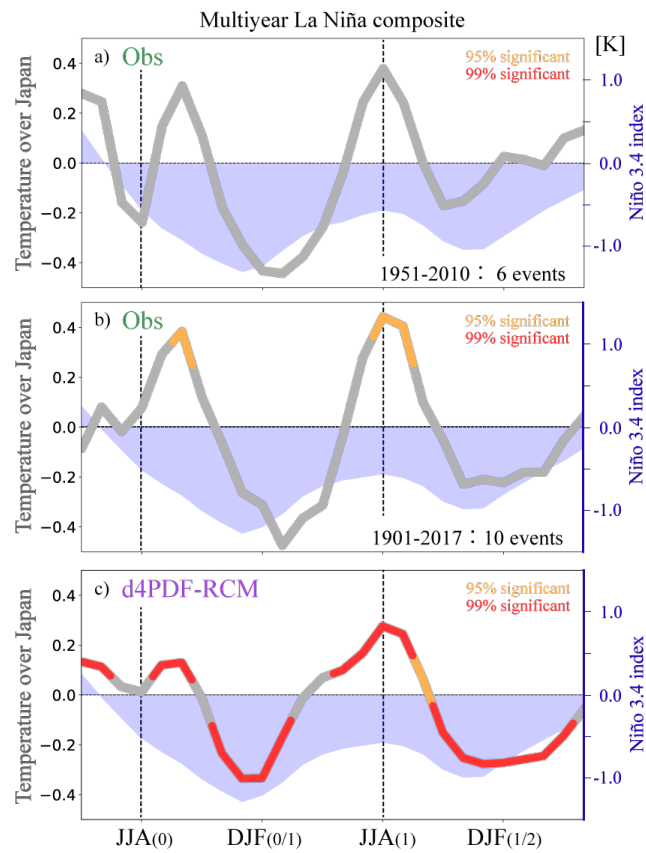 Multiyear La Niña composite
[K]
a) Obs
95% significant
99% significant
0.4
0.2
0.0
−0.2
−0.4
1.0
0.0
-1.0
Temperature over Japan
Niño 3.4 index
1951-2010： 6 events
b) Obs
95% significant
99% significant
0.4
0.2
0.0
−0.2
−0.4
1.0
0.0
-1.0
Temperature over Japan
Niño 3.4 index
1901-2017：10 events
c) d4PDF-RCM
95% significant
99% significant
0.4
0.2
0.0
−0.2
−0.4
1.0
0.0
-1.0
Temperature over Japan
Niño 3.4 index
JJA(0) DJF(0/1) JJA(1) DJF(1/2)